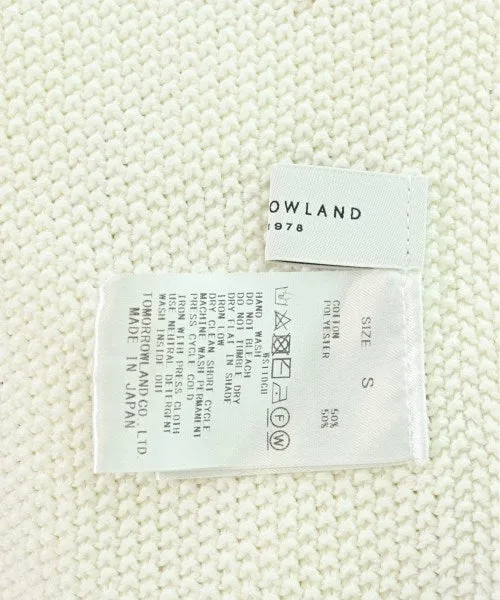 OWLAND
1978
SIZE S
COTTON 50%
POLYESTER 50%
F W
HAND WASH
DO NOT BLEACH
DO NOT TUMBLE DRY
DRY FLAT IN SHADE
IRON LOW
DRY CLEAN SHORT CYCLE
MACHINE WASH PERMANENT
PRESS CYCLE COLD
IRON WITH PRESS CLOTH
USE NEUTRAL DETERGENT
WASH INSIDE OUT
TOMORROWLAND CO., LTD.
MADE IN JAPAN